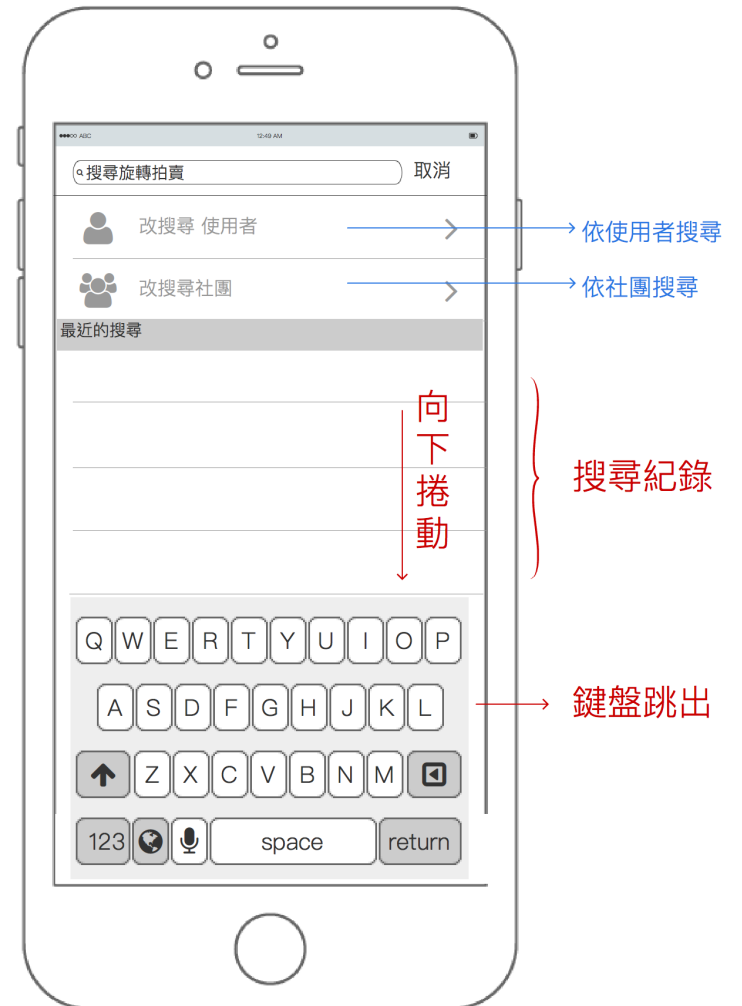 ABC 12:49 AM
搜尋旋轉拍賣 取消
改搜尋 使用者
依使用者搜尋
改搜尋社團
依社團搜尋
最近的搜尋
向下捲動
搜尋紀錄
Q W E R T Y U I O P
A S D F G H J K L
鍵盤跳出
Z X C V B N M
123 space return